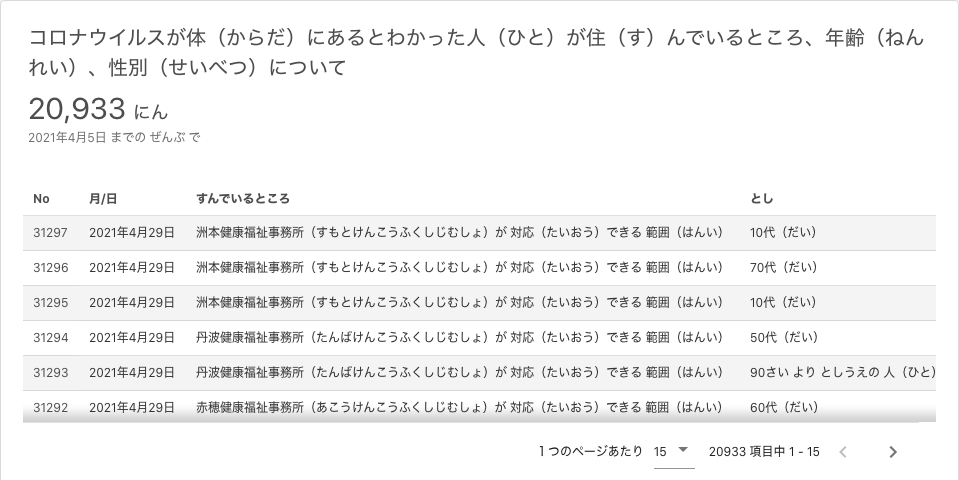 コロナウイルスが体（からだ）にあるとわかった人（ひと）が住（す）んでいるところ、年齢（ねん
れい）、性別（せいべつ）について
20,933 にん
2021年4月5日 までの ぜんぶ で
No 月/日 すんでいるところ とし
31297 2021年4月29日 洲本健康福祉事務所（すもとけんこうふくしじむしょ）が 対応（たいおう）できる 範囲（はんい） 10代（だい）
31296 2021年4月29日 洲本健康福祉事務所（すもとけんこうふくしじむしょ）が 対応（たいおう）できる 範囲（はんい） 70代（だい）
31295 2021年4月29日 洲本健康福祉事務所（すもとけんこうふくしじむしょ）が 対応（たいおう）できる 範囲（はんい） 10代（だい）
31294 2021年4月29日 丹波健康福祉事務所（たんばけんこうふくしじむしょ）が 対応（たいおう）できる 範囲（はんい） 50代（だい）
31293 2021年4月29日 丹波健康福祉事務所（たんばけんこうふくしじむしょ）が 対応（たいおう）できる 範囲（はんい） 90さい より としうえの 人（ひと）
31292 2021年4月29日 赤穂健康福祉事務所（あこうけんこうふくしじむしょ）が 対応（たいおう）できる 範囲（はんい） 60代（だい）
1 つのページあたり 15 20933 項目中 1 - 15